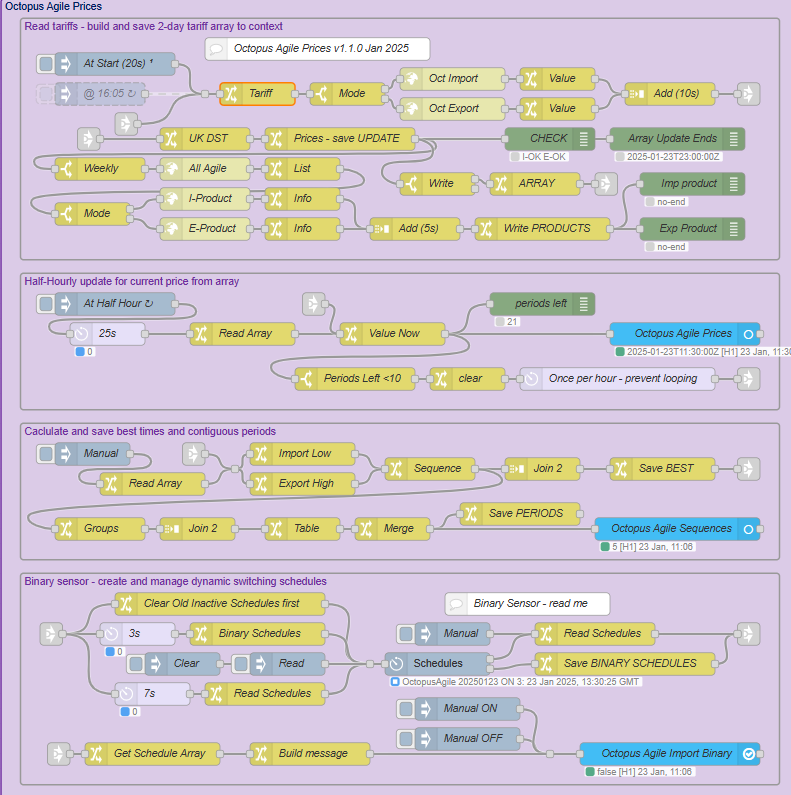 Octopus Agile Prices
Read tariffs - build and save 2-day tariff array to context
Octopus Agile Prices v1.1.0 Jan 2025
At Start (20s) ¹
@ 16:05 ↻
Tariff
Mode
Oct Import
Value
Oct Export
Value
Add (10s)
UK DST
Prices - save UPDATE
CHECK
I-OK E-OK
Array Update Ends
2025-01-23T23:00:00Z
Weekly
All Agile
List
Write
ARRAY
Imp product
no-end
Mode
I-Product
Info
E-Product
Info
Add (5s)
Write PRODUCTS
Exp Product
no-end
Half-Hourly update for current price from array
At Half Hour ↻
periods left
21
25s
0
Read Array
Value Now
Octopus Agile Prices
2025-01-23T11:30:00Z [H1] 23 Jan, 11:30
Periods Left <10
clear
Once per hour - prevent looping
Caclulate and save best times and contiguous periods
Manual
Import Low
Read Array
Export High
Sequence
Join 2
Save BEST
Groups
Join 2
Table
Merge
Save PERIODS
Octopus Agile Sequences
5 [H1] 23 Jan, 11:06
Binary sensor - create and manage dynamic switching schedules
Clear Old Inactive Schedules first
Binary Sensor - read me
3s
0
Binary Schedules
Manual
Read Schedules
Clear
Read
Schedules
Save BINARY SCHEDULES
OctopusAgile 20250123 ON 3: 23 Jan 2025, 13:30:25 GMT
7s
0
Read Schedules
Manual ON
Manual OFF
Get Schedule Array
Build message
Octopus Agile Import Binary
false [H1] 23 Jan, 11:06